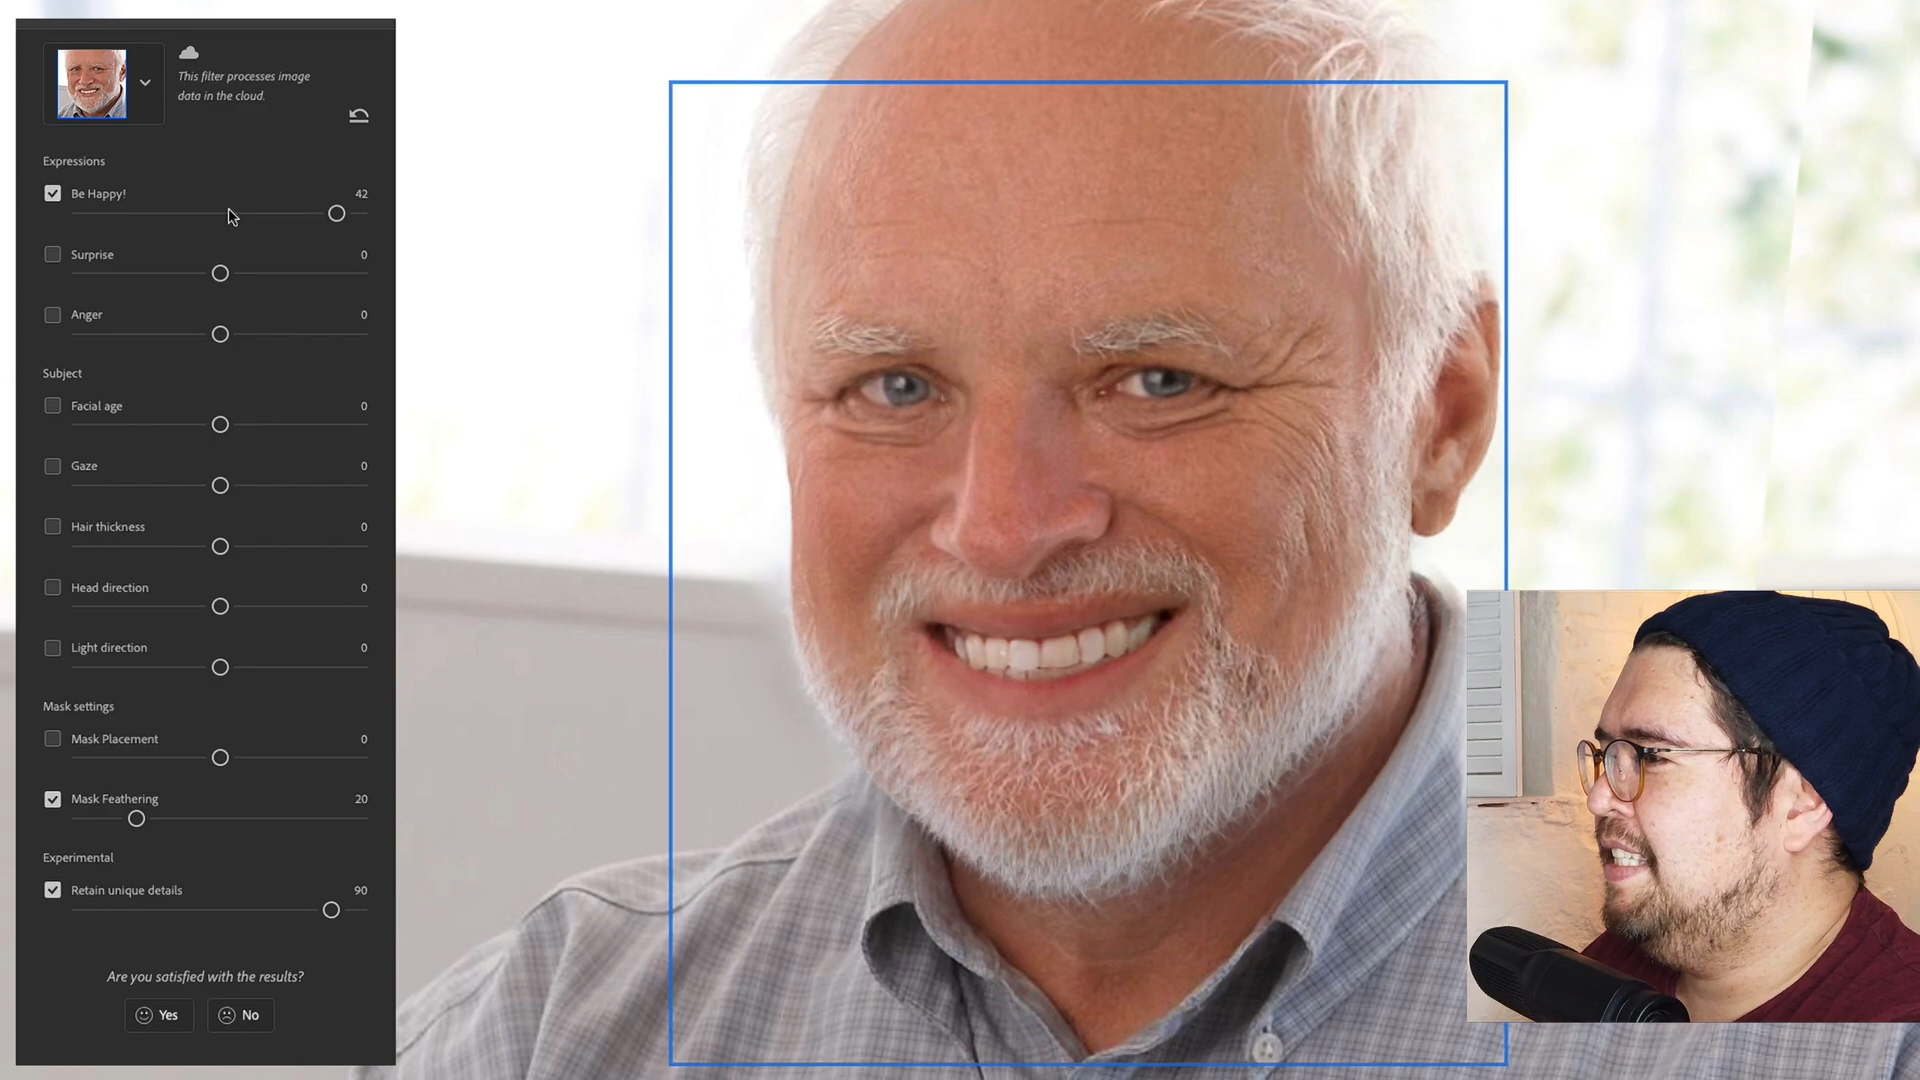 This filter processes image
data in the cloud.
Expressions
Be Happy! 42
Surprise 0
Anger 0
Subject
Facial age 0
Gaze 0
Hair thickness 0
Head direction 0
Light direction 0
Mask settings
Mask Placement 0
Mask Feathering 20
Experimental
Retain unique details 90
Are you satisfied with the results?
Yes No